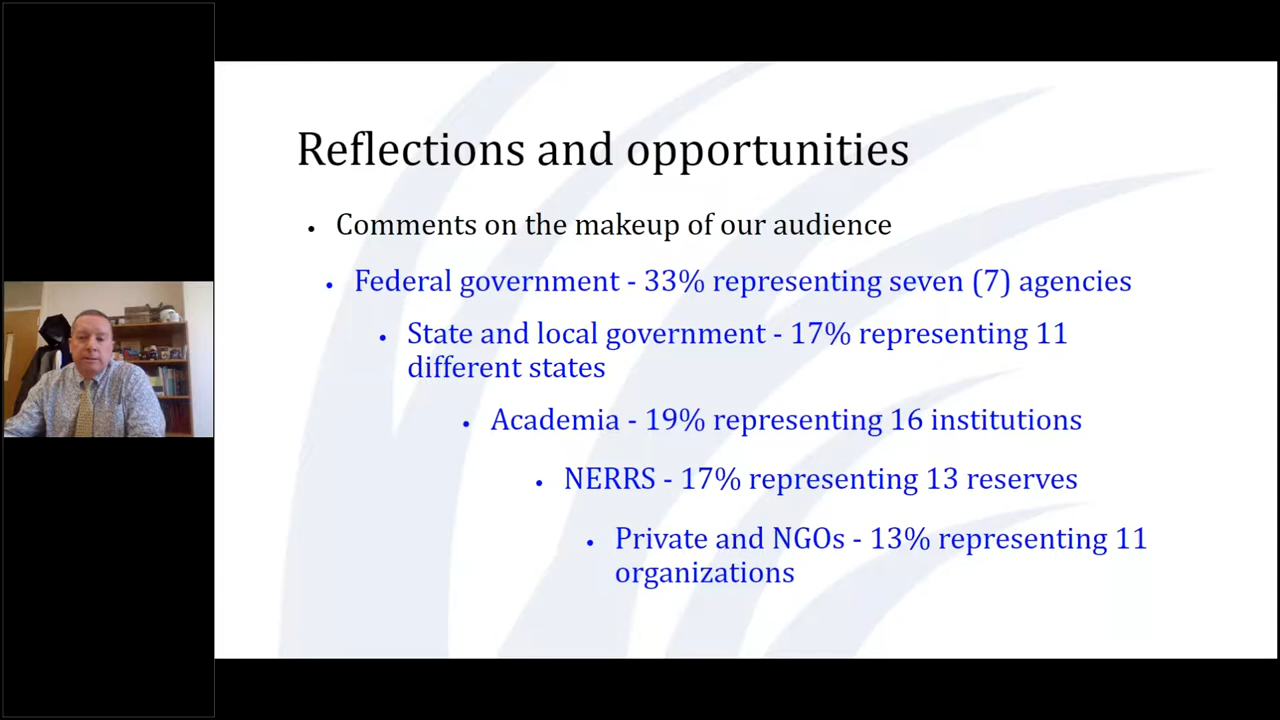 Reflections and opportunities
• Comments on the makeup of our audience
• Federal government - 33% representing seven (7) agencies
• State and local government - 17% representing 11
different states
• Academia - 19% representing 16 institutions
• NERRS - 17% representing 13 reserves
• Private and NGOs - 13% representing 11
organizations